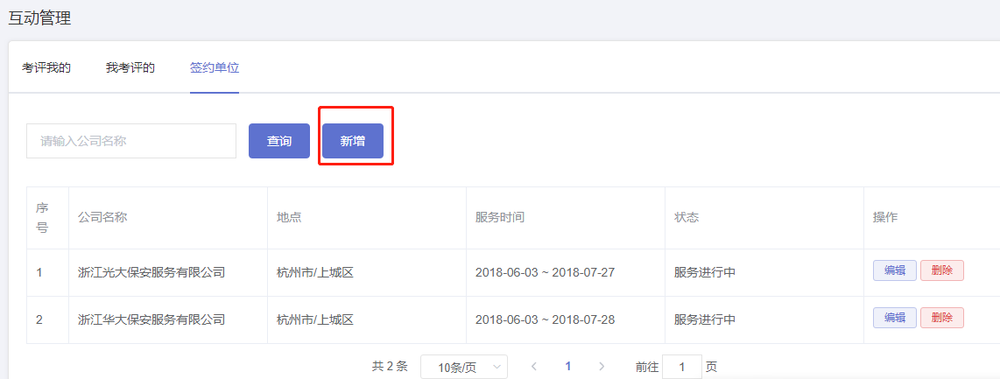 互动管理
考评我的 我考评的 签约单位
请输入公司名称 查询 新增
序号 公司名称 地点 服务时间 状态 操作
1 浙江光大保安服务有限公司 杭州市/上城区 2018-06-03 ~ 2018-07-27 服务进行中 编辑 删除
2 浙江华大保安服务有限公司 杭州市/上城区 2018-06-03 ~ 2018-07-28 服务进行中 编辑 删除
共 2 条 10条/页 1 前往 1 页